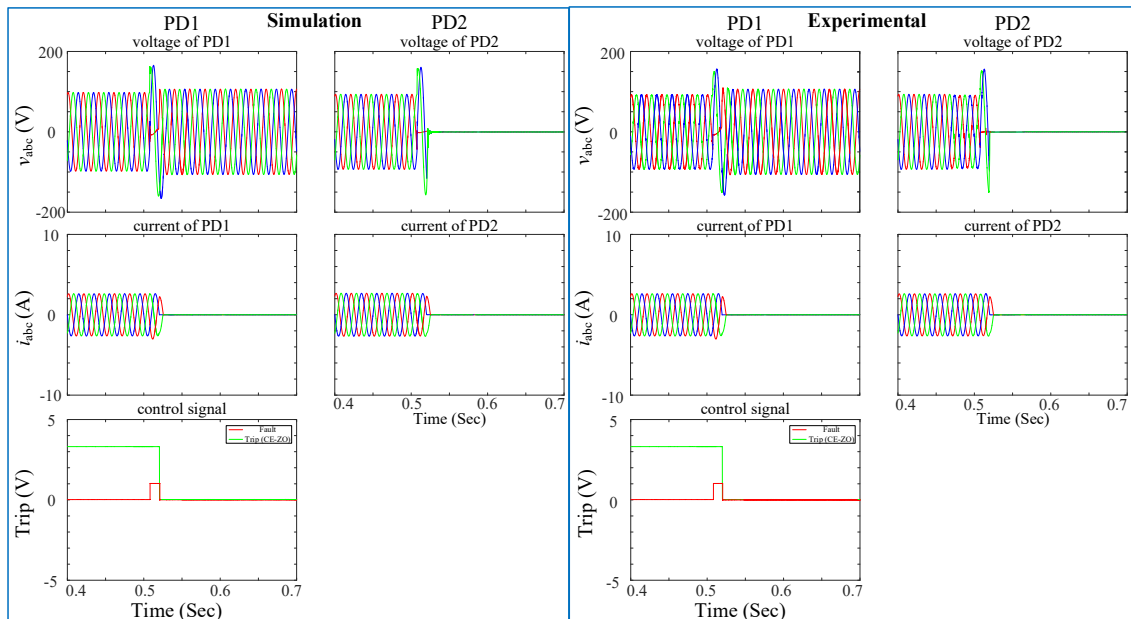 Simulation
PD1
PD2
voltage of PD1
voltage of PD2
200
0
-200
vabc (V)
current of PD1
current of PD2
10
0
-10
iabc (A)
0.4
0.5
0.6
0.7
Time (Sec)
control signal
5
0
-5
Trip (V)
Fault
Trip (CE-ZO)
0.4
0.5
0.6
0.7
Time (Sec)
Experimental
PD1
PD2
voltage of PD1
voltage of PD2
200
0
-200
vabc (V)
current of PD1
current of PD2
10
0
-10
iabc (A)
0.4
0.5
0.6
0.7
Time (Sec)
control signal
5
0
-5
Trip (V)
Fault
Trip (CE-ZO)
0.4
0.5
0.6
0.7
Time (Sec)